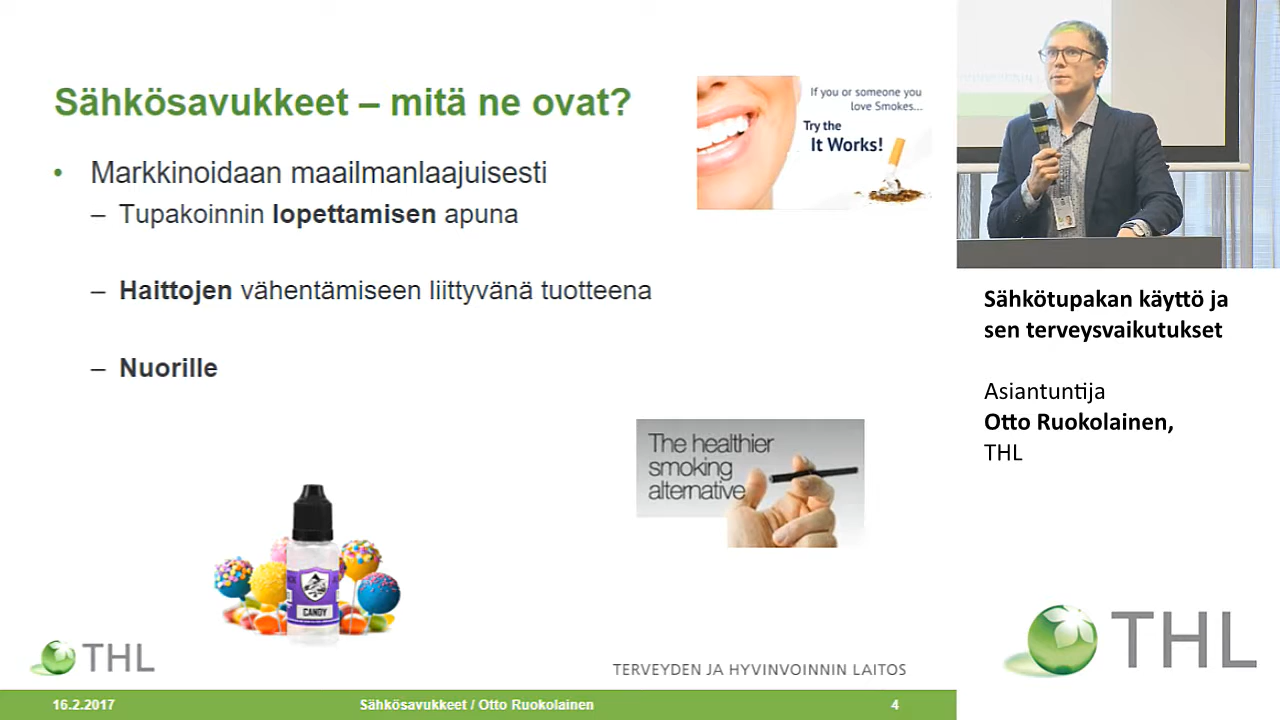 Sähkösavukkeet – mitä ne ovat?
• Markkinoidaan maailmanlaajuisesti
– Tupakoinnin lopettamisen apuna
– Haittojen vähentämiseen liittyvänä tuotteena
– Nuorille
If you or someone you
love Smokes...
Try the
It Works!
The healthier
smoking
alternative
CANDY
THL
TERVEYDEN JA HYVINVOINNIN LAITOS
16.2.2017
Sähkösavukkeet / Otto Ruokolainen
4
Sähkötupakan käyttö ja
sen terveysvaikutukset
Asiantuntija
Otto Ruokolainen,
THL
THL